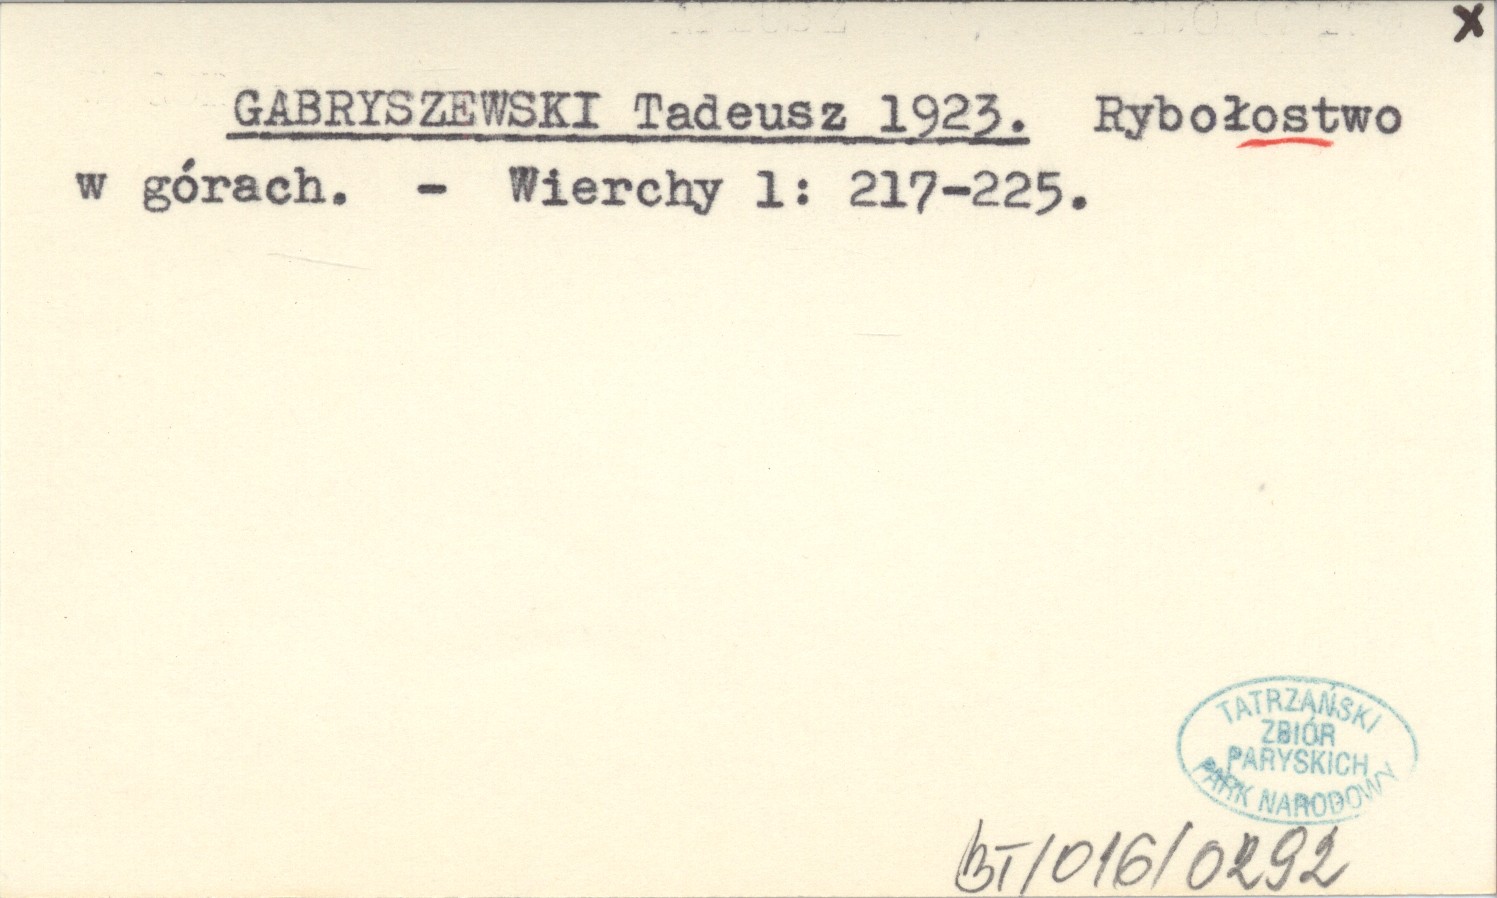 x
GABRYSZEWSKI Tadeusz 1923. Rybołostwo
w górach. - Wierchy 1: 217-225.
TATRZAŃSKI
ZBIÓR
PARYSKICH
PARK NARODOWY
BT/016/0292